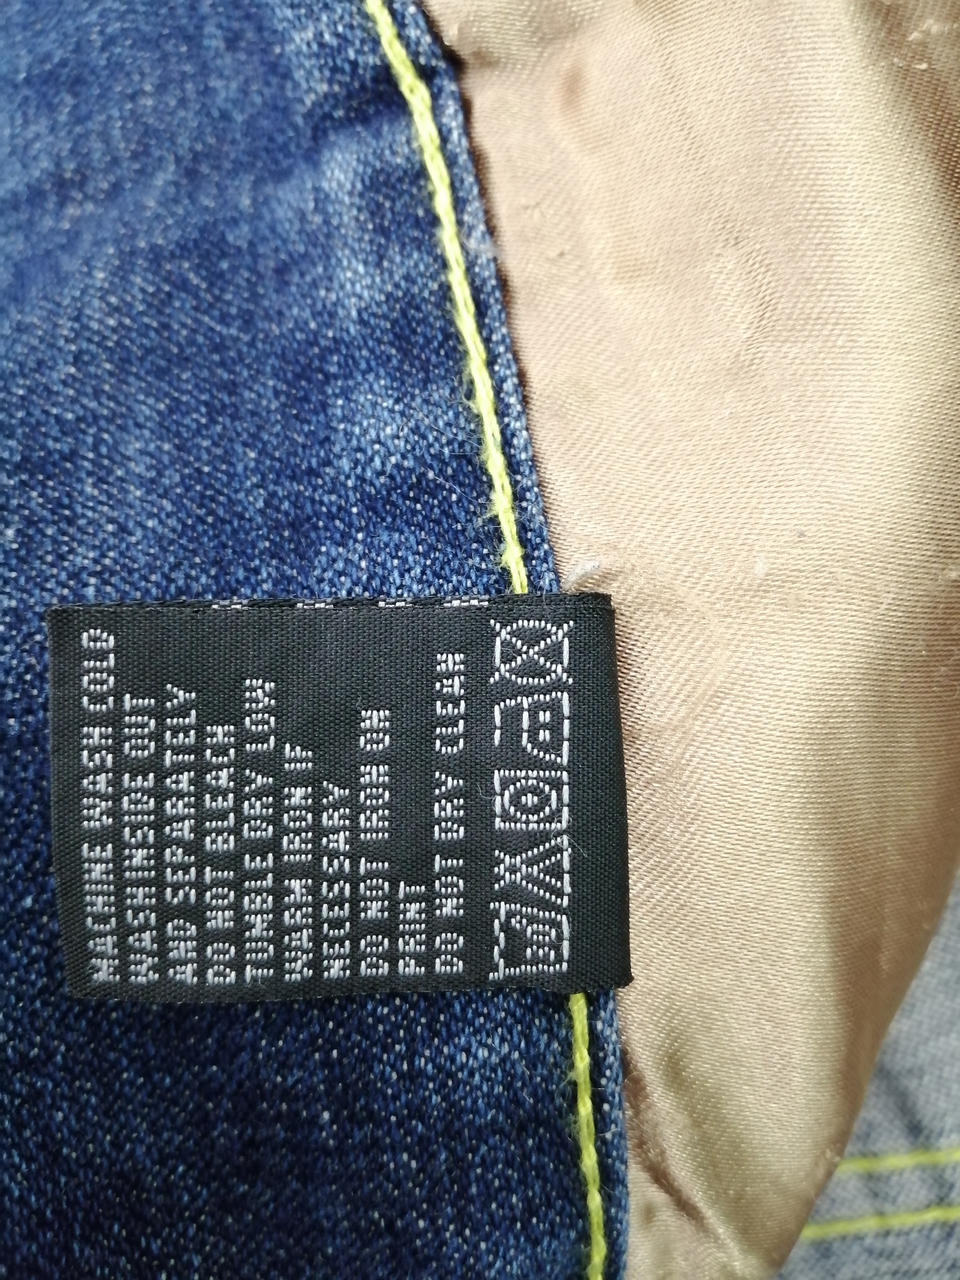 MACHINE WASH COLD
WASH INSIDE OUT
AND SEPARATELY
DO NOT BLEACH
TUMBLE DRY LOW
WARM IRON IF
NECESSARY
DO NOT IRON ON
PRINT
DO NOT DRY CLEAN